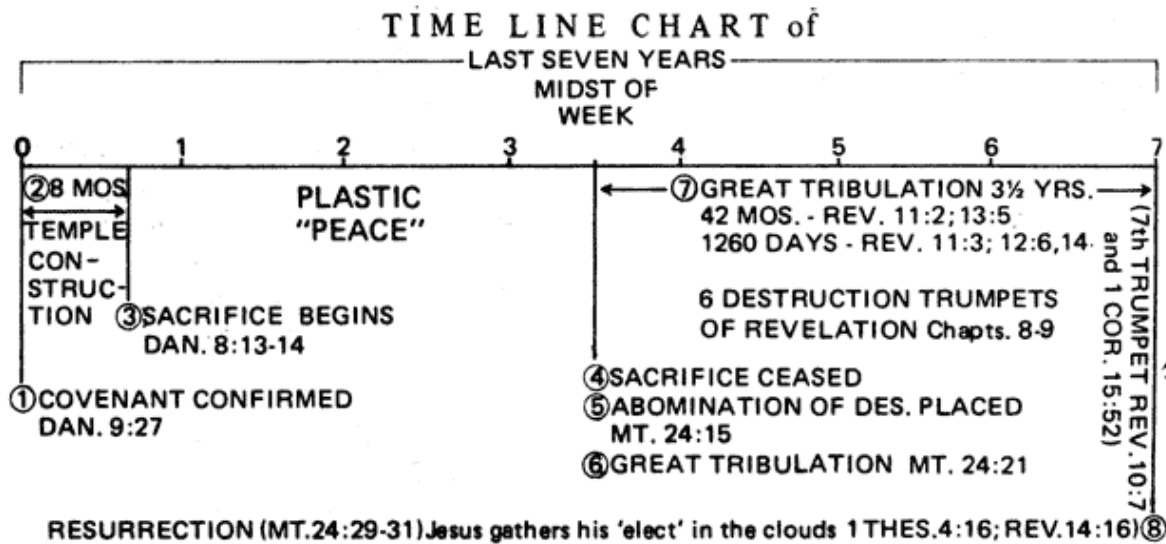 TIME LINE CHART of
LAST SEVEN YEARS
MIDST OF
WEEK
0 1 2 3 4 5 6 7
②8 MOS
TEMPLE
CON-
STRUC-
TION
PLASTIC
"PEACE"
③SACRIFICE BEGINS
DAN. 8:13-14
①COVENANT CONFIRMED
DAN. 9:27
⑦GREAT TRIBULATION 3½ YRS.
42 MOS. - REV. 11:2; 13:5
1260 DAYS - REV. 11:3; 12:6,14
6 DESTRUCTION TRUMPETS
OF REVELATION Chapts. 8-9
④SACRIFICE CEASED
⑤ABOMINATION OF DES. PLACED
MT. 24:15
⑥GREAT TRIBULATION MT. 24:21
(7th TRUMPET REV. 10:7
and 1 COR. 15:52)
RESURRECTION (MT.24:29-31) Jesus gathers his 'elect' in the clouds 1 THES.4:16; REV.14:16)⑧